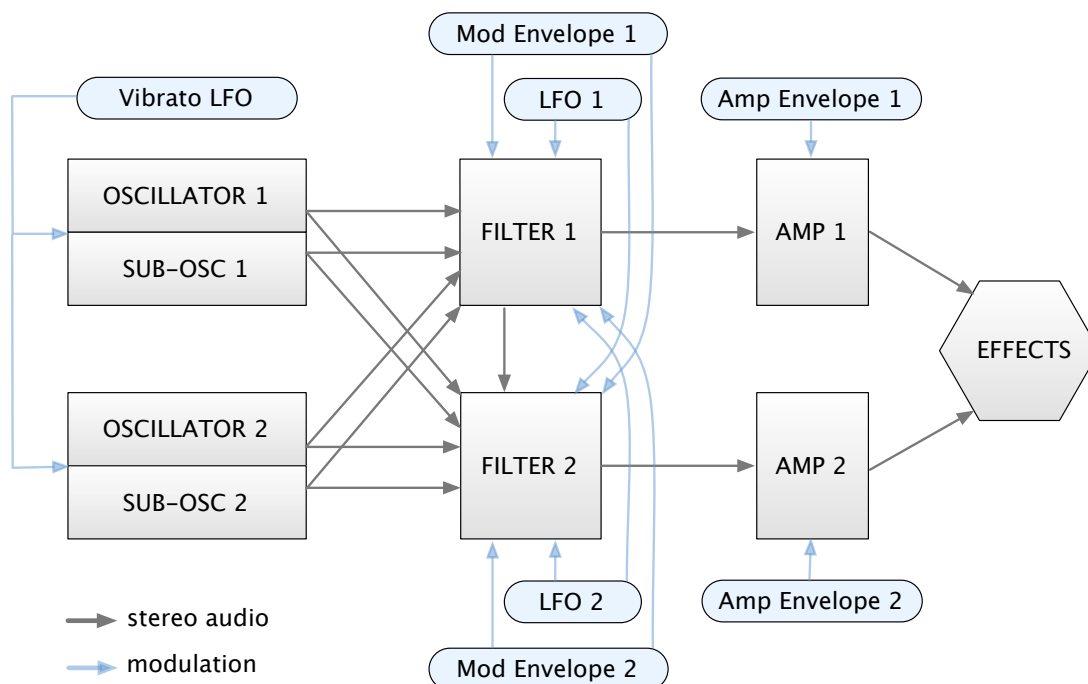 Mod Envelope 1
Vibrato LFO
LFO 1
Amp Envelope 1
OSCILLATOR 1
SUB-OSC 1
FILTER 1
AMP 1
EFFECTS
OSCILLATOR 2
SUB-OSC 2
FILTER 2
AMP 2
LFO 2
Amp Envelope 2
stereo audio
modulation
Mod Envelope 2